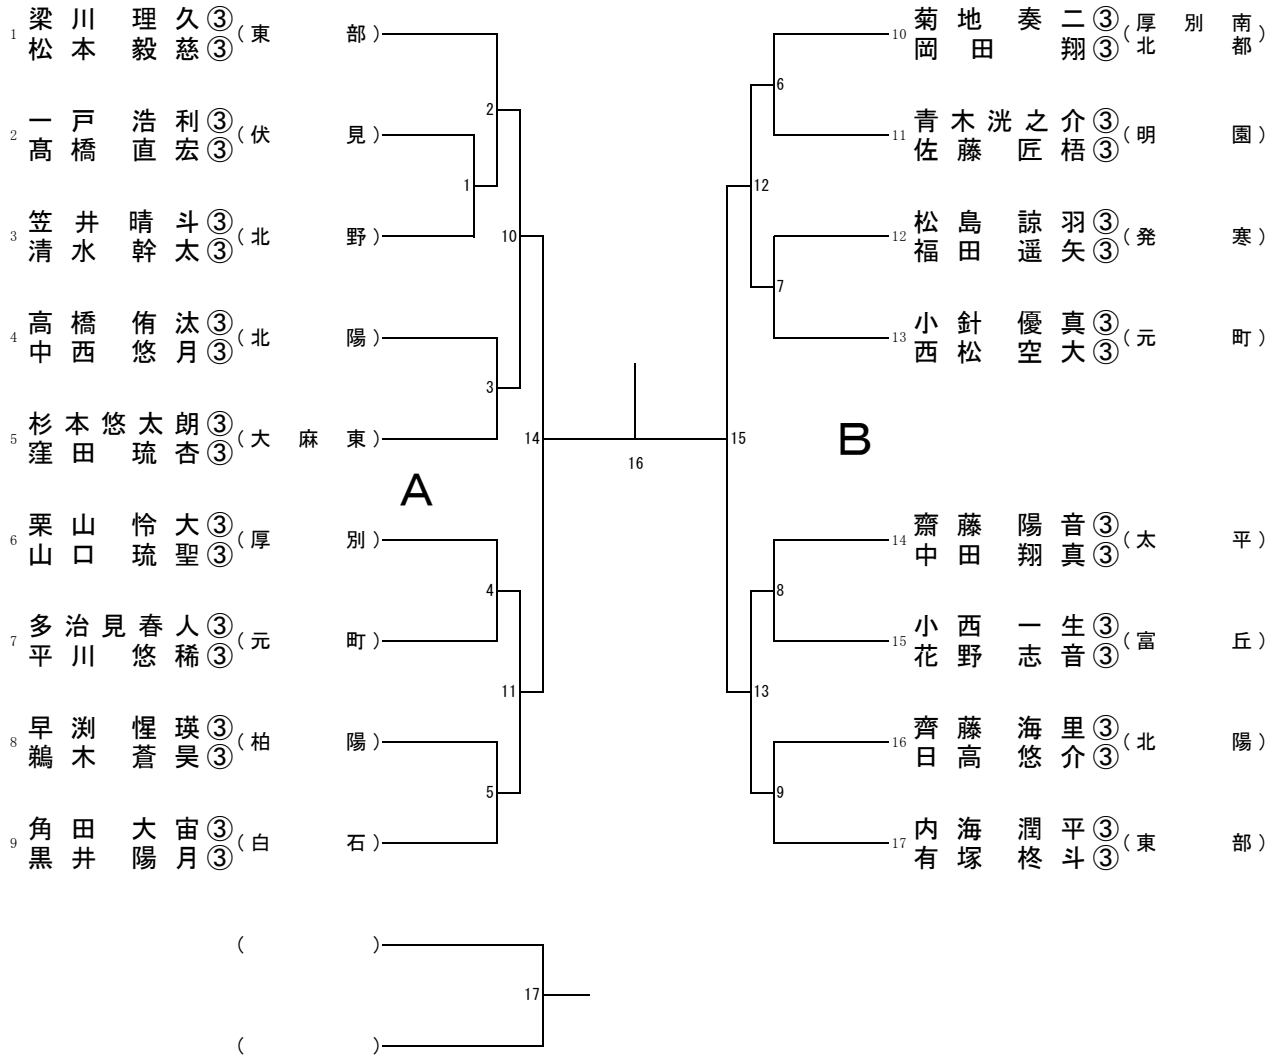 1 梁川 理久③(東部)
松本 毅慈③
2 一戸 浩利③(伏見)
髙橋 直宏③
3 笠井 晴斗③(北野)
清水 幹太③
4 高橋 侑汰③(北陽)
中西 悠月③
5 杉本悠太朗③(大麻東)
窪田 琉杏③
6 栗山 怜大③(厚別)
山口 琉聖③
7 多治見春人③(元町)
平川 悠稀③
8 早渕 惺瑛③(柏陽)
鵜木 蒼昊③
9 角田 大宙③(白石)
黒井 陽月③
2
1
10
3
14
A
4
11
5
16
10 菊地 奏二③(厚別南)
岡田 翔③(北都)
11 青木洸之介③(明園)
佐藤 匠梧③
12 松島 諒羽③(発寒)
福田 遥矢③
13 小針 優真③(元町)
西松 空大③
14 齋藤 陽音③(太平)
中田 翔真③
15 小西 一生③(富丘)
花野 志音③
16 齊藤 海里③(北陽)
日高 悠介③
17 内海 潤平③(東部)
有塚 柊斗③
6
12
7
15
B
8
13
9
( )
17
( )